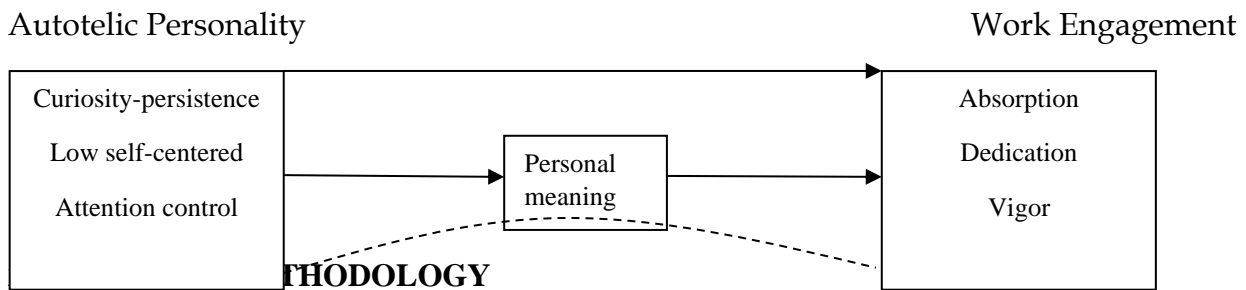 Autotelic Personality
Work Engagement
Curiosity-persistence
Low self-centered
Attention control
Personal
meaning
Absorption
Dedication
Vigor
THODOLOGY